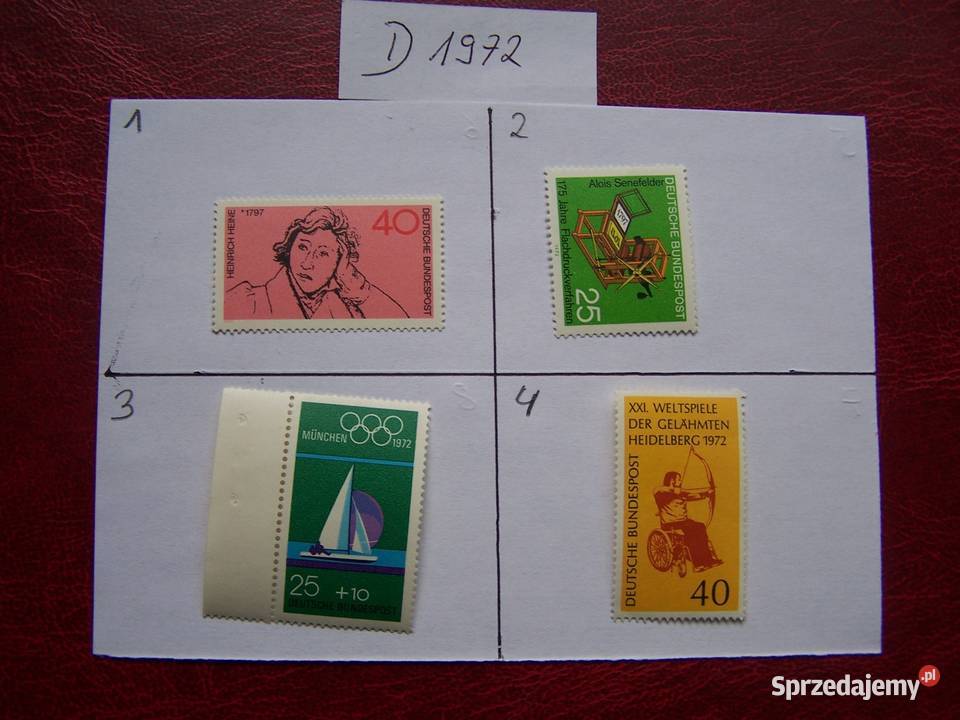 D 1972
1
HEINRICH HEINE *1797
40
DEUTSCHE BUNDESPOST
2
Alois Senefelder
175 Jahre Flachdruckverfahren
25
DEUTSCHE BUNDESPOST
3
MÜNCHEN 1972
25 +10
DEUTSCHE BUNDESPOST
4
XXI. WELTSPIELE
DER GELÄHMTEN
HEIDELBERG 1972
DEUTSCHE BUNDESPOST
40
Sprzedajemy.pl